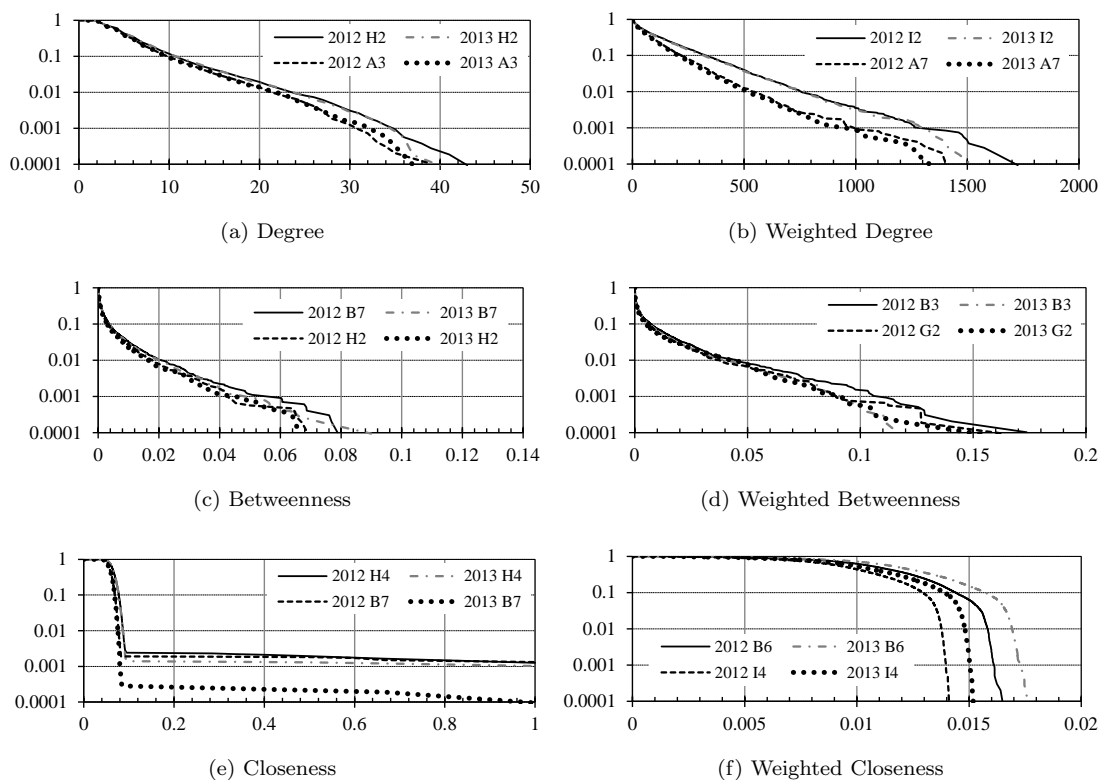 1
0.1
0.01
0.001
0.0001
0 10 20 30 40 50
2012 H2 2013 H2
2012 A3 2013 A3
(a) Degree
1
0.1
0.01
0.001
0.0001
0 500 1000 1500 2000
2012 I2 2013 I2
2012 A7 2013 A7
(b) Weighted Degree
1
0.1
0.01
0.001
0.0001
0 0.02 0.04 0.06 0.08 0.1 0.12 0.14
2012 B7 2013 B7
2012 H2 2013 H2
(c) Betweenness
1
0.1
0.01
0.001
0.0001
0 0.05 0.1 0.15 0.2
2012 B3 2013 B3
2012 G2 2013 G2
(d) Weighted Betweenness
1
0.1
0.01
0.001
0.0001
0 0.2 0.4 0.6 0.8 1
2012 H4 2013 H4
2012 B7 2013 B7
(e) Closeness
1
0.1
0.01
0.001
0.0001
0 0.005 0.01 0.015 0.02
2012 B6 2013 B6
2012 I4 2013 I4
(f) Weighted Closeness